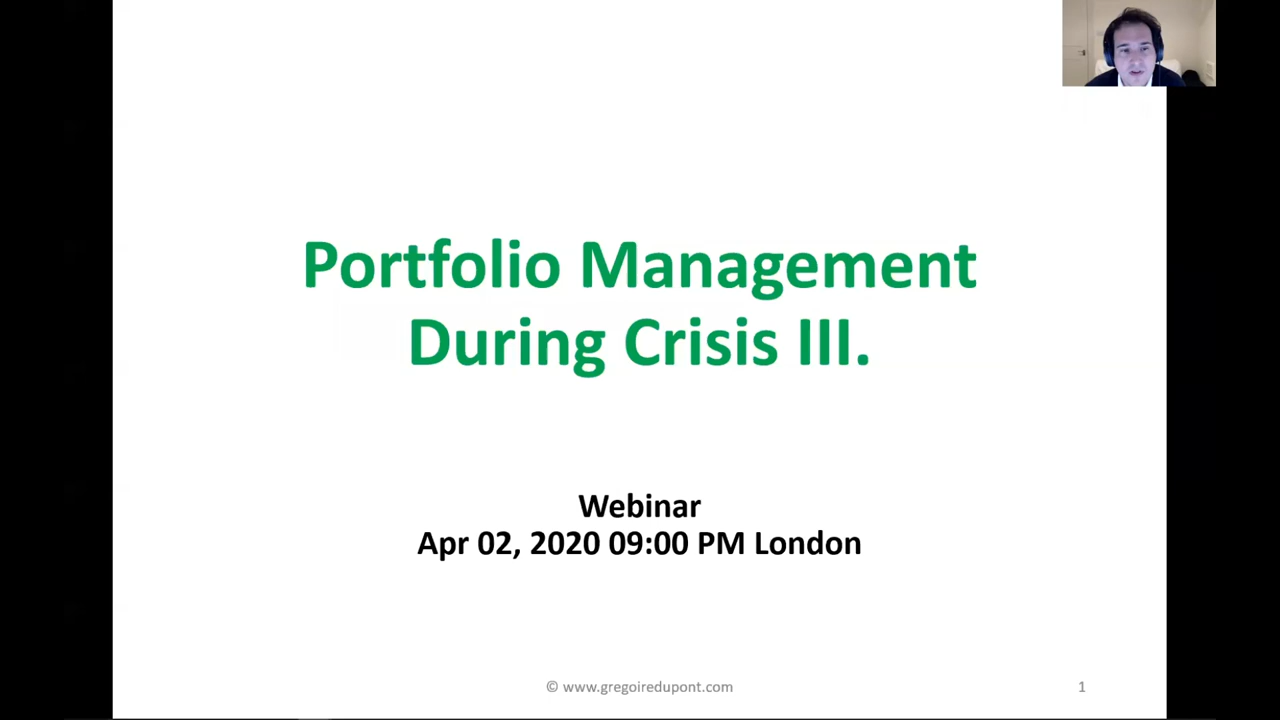 Portfolio Management
During Crisis III.
Webinar
Apr 02, 2020 09:00 PM London
© www.gregoiredupont.com
1